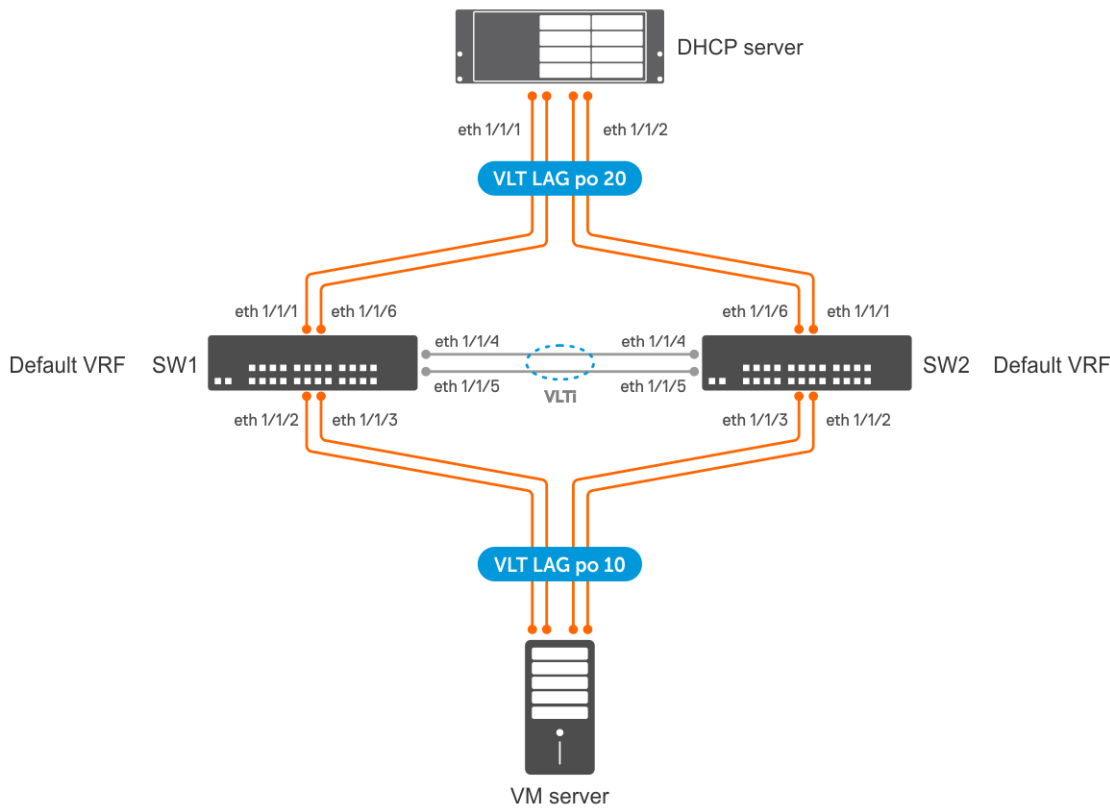 DHCP server
eth 1/1/1
eth 1/1/2
VLT LAG po 20
eth 1/1/1
eth 1/1/6
eth 1/1/6
eth 1/1/1
Default VRF
SW1
eth 1/1/4
eth 1/1/4
SW2
Default VRF
eth 1/1/5
eth 1/1/5
VLTi
eth 1/1/2
eth 1/1/3
eth 1/1/3
eth 1/1/2
VLT LAG po 10
VM server